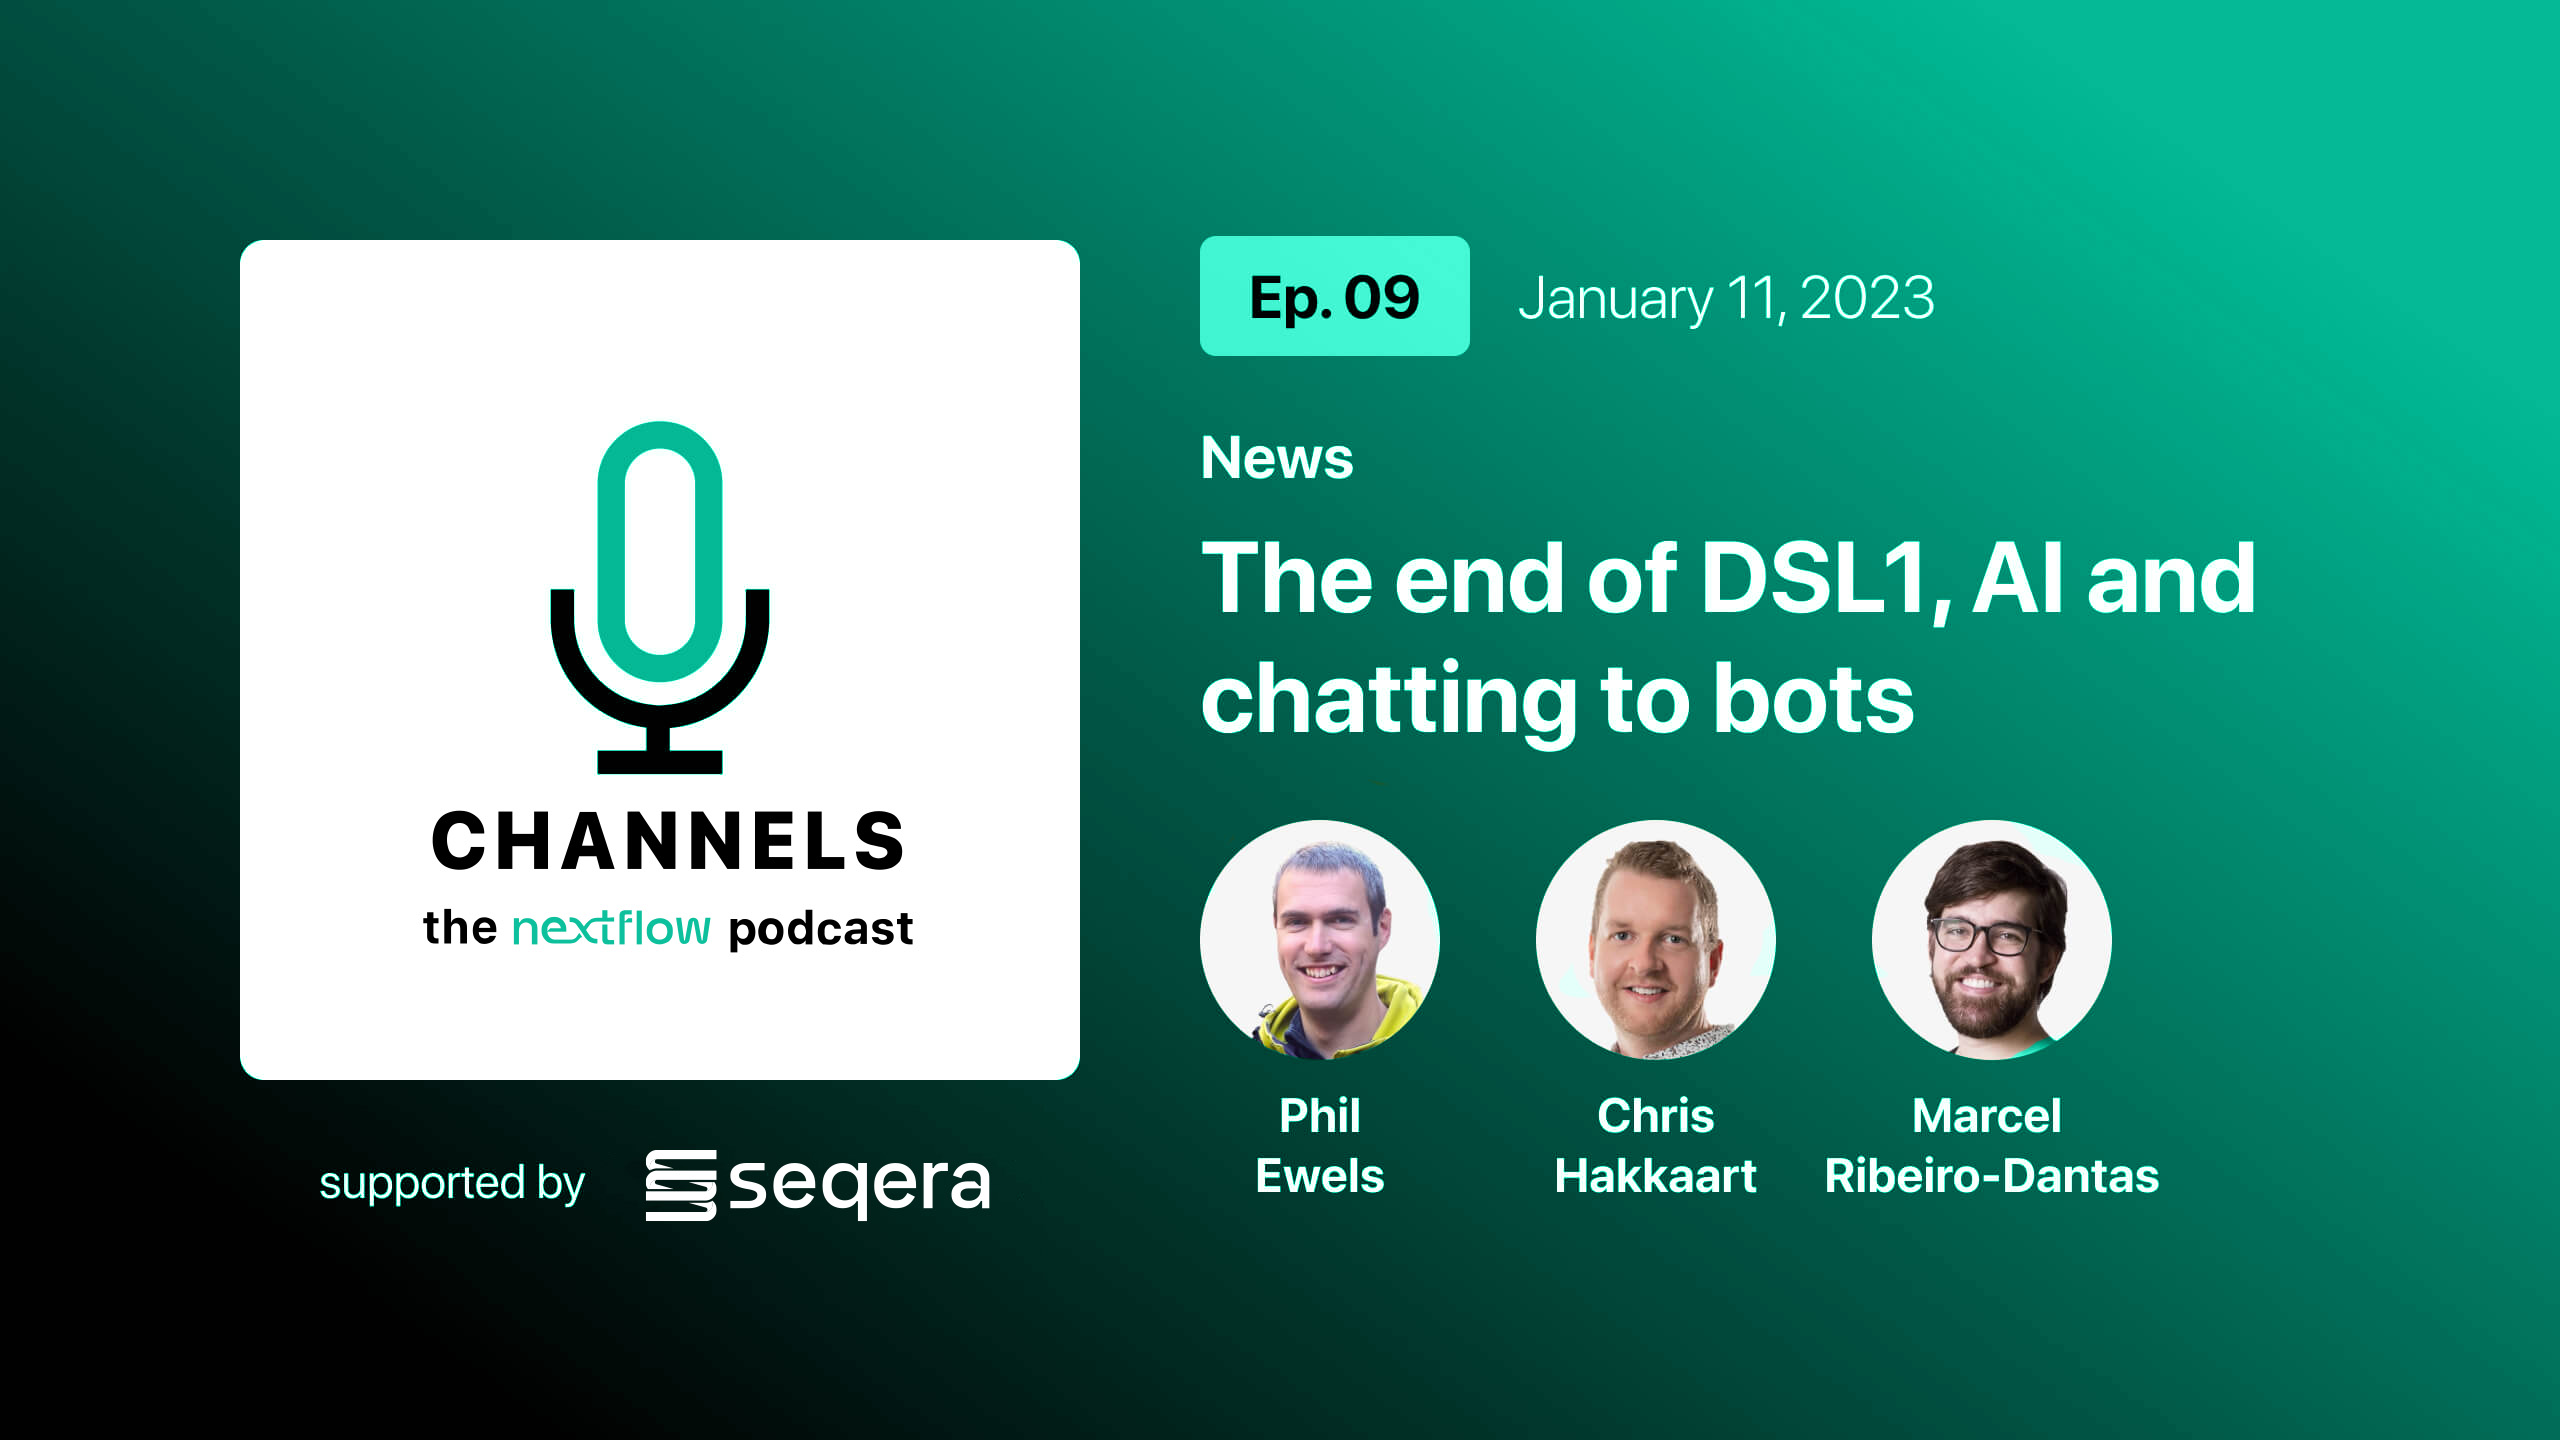 CHANNELS
the nextflow podcast
supported by seqera
Ep. 09
January 11, 2023
News
The end of DSL1, AI and
chatting to bots
Phil
Ewels
Chris
Hakkaart
Marcel
Ribeiro-Dantas